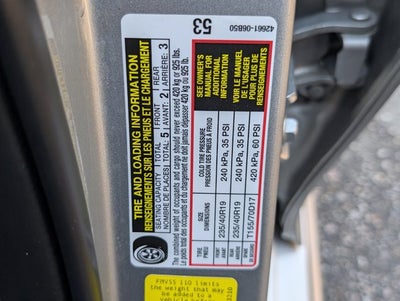 42661-06B50
53
TIRE AND LOADING INFORMATION
RENSEIGNEMENTS SUR LES PNEUS ET LE CHARGEMENT
SEATING CAPACITY TOTAL 5 FRONT 2 REAR 3
NOMBRE DE PLACES: TOTAL: 5 AVANT: 2 ARRIÈRE: 3
The combined weight of occupants and cargo should never exceed 420 kg or 925 lbs.
Le poids total des occupants et du chargement ne doit jamais dépasser 420 kg ou 925 lb.
TIRE SIZE COLD TIRE PRESSURE
PNEU DIMENSIONS PRESSION DES PNEUS À FROID
FRONT 235/40R19 240 kPa, 35 PSI
AVANT
REAR 235/40R19 240 kPa, 35 PSI
ARRIÈRE
SPARE T155/70D17 420 kPa, 60 PSI
DE SECOURS
SEE OWNER'S
MANUAL FOR
ADDITIONAL
INFORMATION
VOIR LE MANUEL
DE L'USAGER
POUR PLUS DE
RENSEIGNEMENTS
FMVSS 110 limits
the weight that may
be added to a